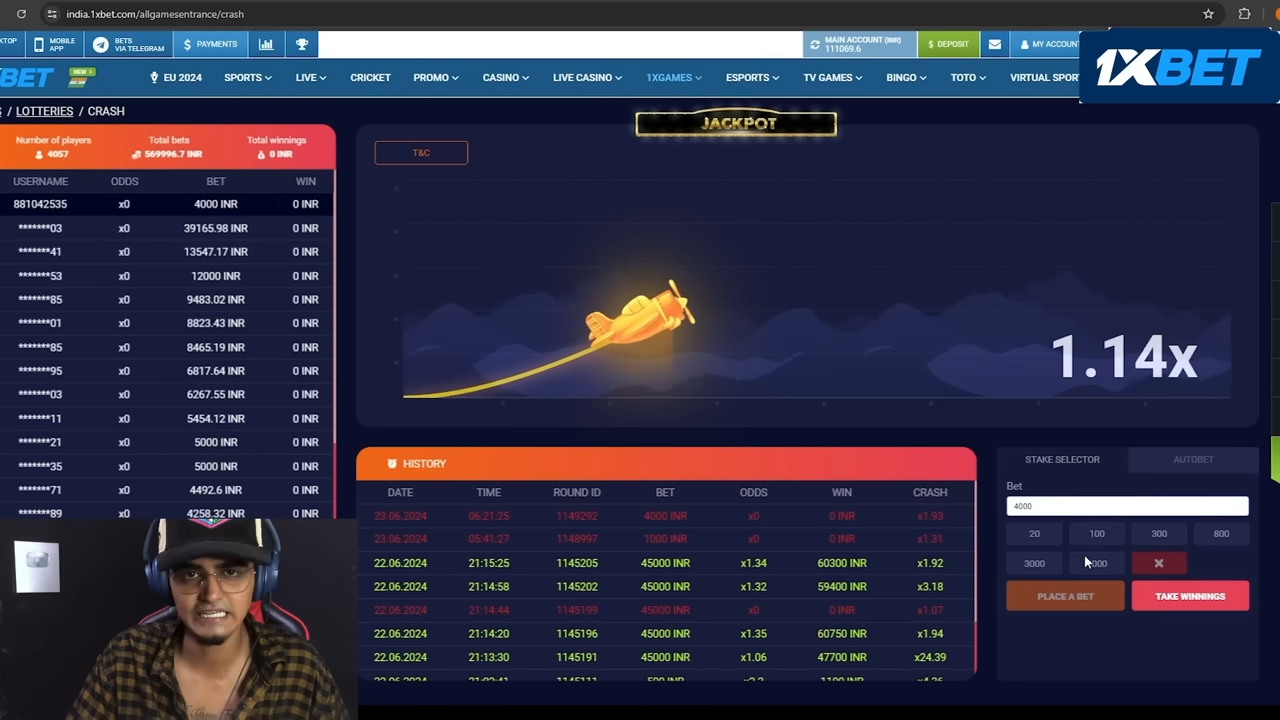 india.1xbet.com/allgamesentrance/crash
MOBILE APP
BETS VIA TELEGRAM
$ PAYMENTS
MAIN ACCOUNT (INR)
111069.6
$ DEPOSIT
MY ACCOUNT
1XBET
BET
NEW
EU 2024 SPORTS LIVE CRICKET PROMO CASINO LIVE CASINO 1XGAMES ESPORTS TV GAMES BINGO TOTO VIRTUAL SPOR
/ LOTTERIES / CRASH
JACKPOT
Number of players Total bets Total winnings
4057 569996.7 INR 0 INR
T&C
USERNAME ODDS BET WIN
881042535 x0 4000 INR 0 INR
*******03 x0 39165.98 INR 0 INR
*******41 x0 13547.17 INR 0 INR
*******53 x0 12000 INR 0 INR
*******85 x0 9483.02 INR 0 INR
*******01 x0 8823.43 INR 0 INR
*******85 x0 8465.19 INR 0 INR
*******95 x0 6817.64 INR 0 INR
*******03 x0 6267.55 INR 0 INR
*******11 x0 5454.12 INR 0 INR
*******21 x0 5000 INR 0 INR
*******35 x0 5000 INR 0 INR
*******71 x0 4492.6 INR 0 INR
*******89 x0 4258.32 INR 0 INR
1.14x
HISTORY
DATE TIME ROUND ID BET ODDS WIN CRASH
23.06.2024 06:21:25 1149292 4000 INR x0 0 INR x1.93
23.06.2024 05:41:27 1148997 1000 INR x0 0 INR x1.31
22.06.2024 21:15:25 1145205 45000 INR x1.34 60300 INR x1.92
22.06.2024 21:14:58 1145202 45000 INR x1.32 59400 INR x3.18
22.06.2024 21:14:44 1145199 45000 INR x0 0 INR x1.07
22.06.2024 21:14:20 1145196 45000 INR x1.35 60750 INR x1.94
22.06.2024 21:13:30 1145191 45000 INR x1.06 47700 INR x24.39
STAKE SELECTOR AUTOBET
Bet
4000
20 100 300 800
3000
PLACE A BET TAKE WINNINGS